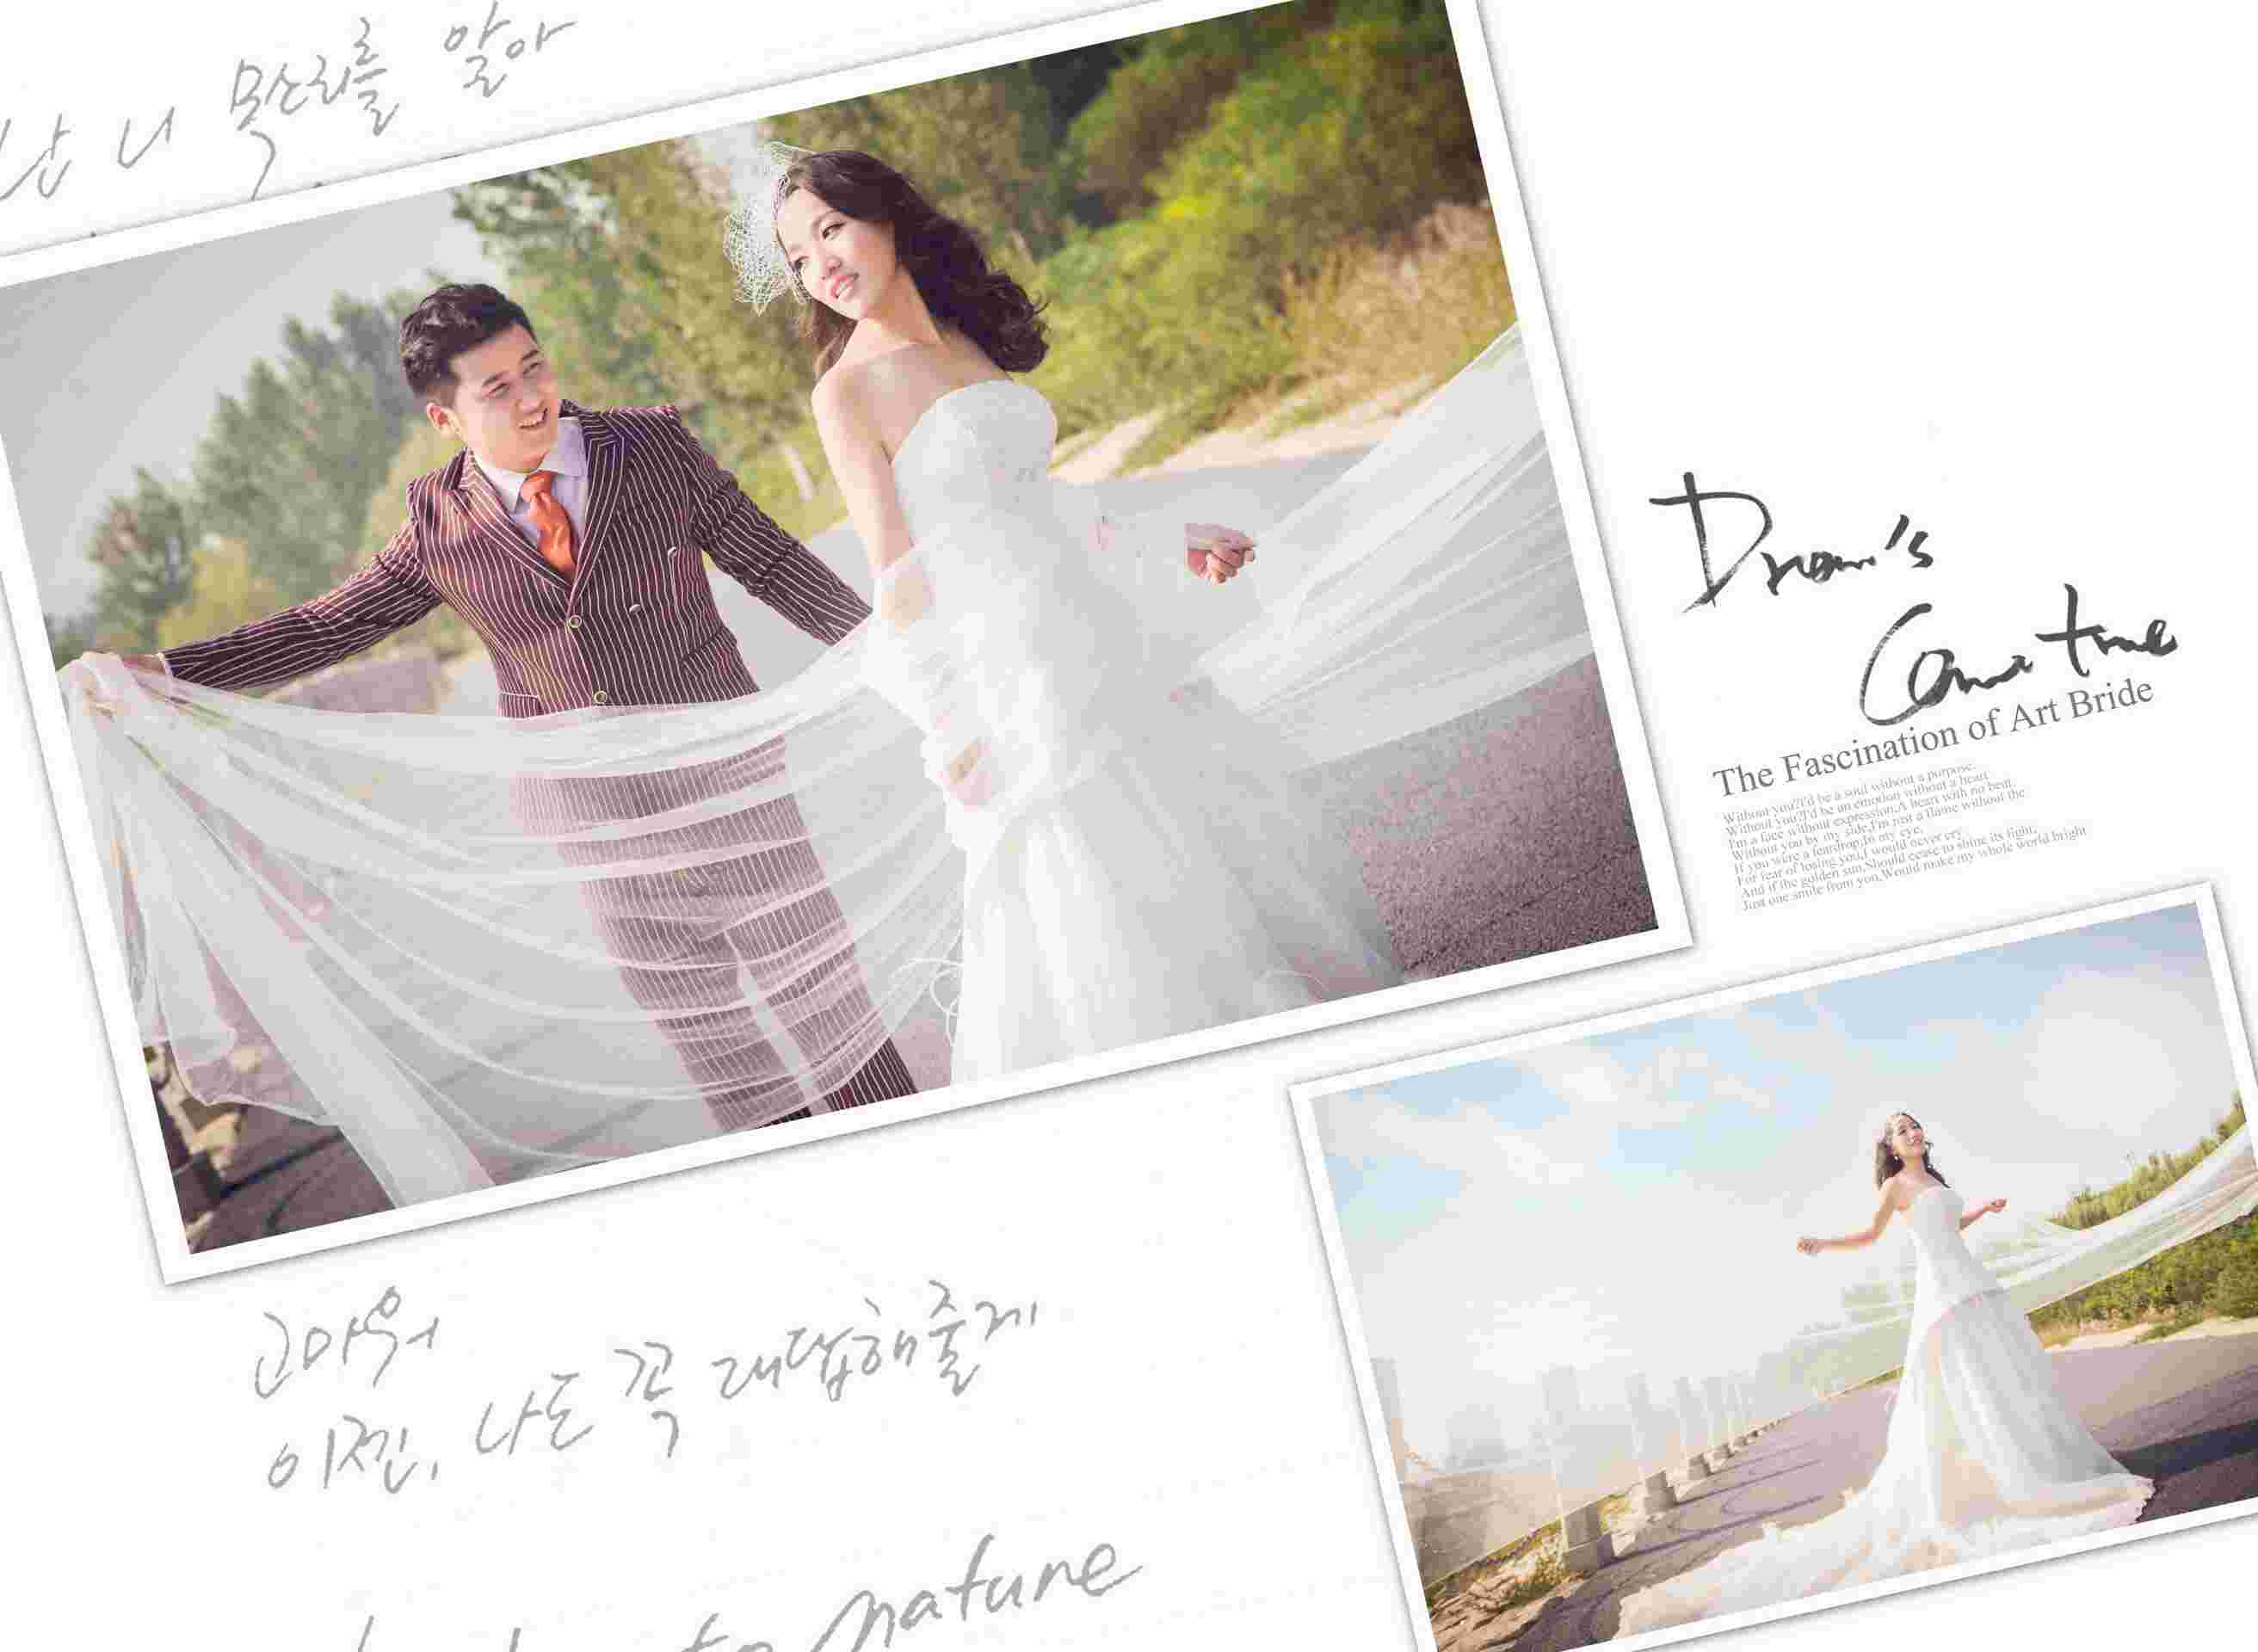 난 니 목소리를 알아
Dream's
Come true
The Fascination of Art Bride
Without you?I'd be a soul without a purpose.
Without you?I'd be an emotion without a heart
I'm a face without expression,A heart with no beat.
Without you by my side,I'm just a flame without the
If you were a teardrop;In my eye,
For fear of losing you,I would never cry
And if the golden sun,Should cease to shine its light,
Just one smile from you,Would make my whole world bright
고마워
이젠, 나도 꼭 대답해줄게
to nature